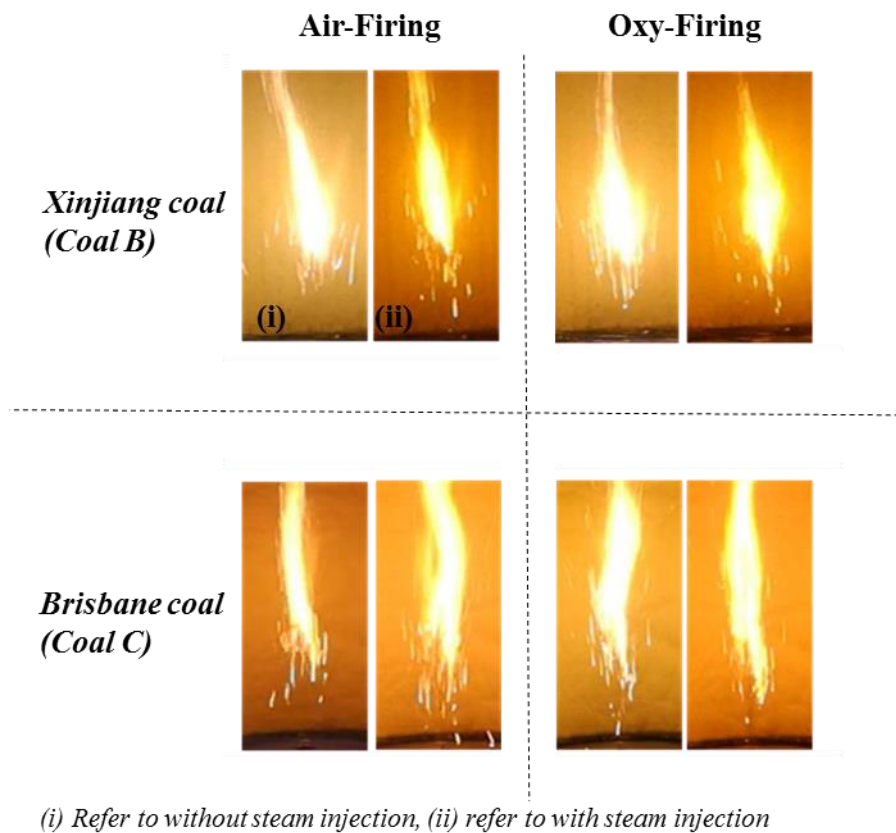 Air-Firing Oxy-Firing
Xinjiang coal
(Coal B)
(i) (ii)
Brisbane coal
(Coal C)
(i) Refer to without steam injection, (ii) refer to with steam injection